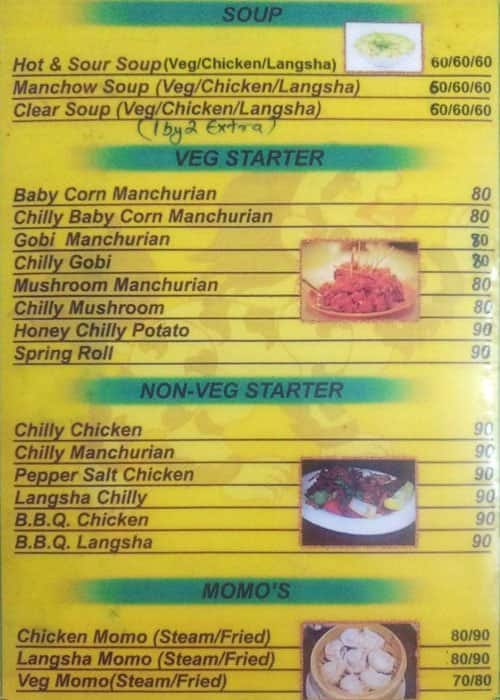 SOUP
Hot & Sour Soup(Veg/Chicken/Langsha) 60/60/60
Manchow Soup (Veg/Chicken/Langsha) 60/60/60
Clear Soup (Veg/Chicken/Langsha) 60/60/60
(1 by 2 Extra)
VEG STARTER
Baby Corn Manchurian 80
Chilly Baby Corn Manchurian 80
Gobi Manchurian 80
Chilly Gobi 80
Mushroom Manchurian 80
Chilly Mushroom 80
Honey Chilly Potato 90
Spring Roll 90
NON-VEG STARTER
Chilly Chicken 90
Chilly Manchurian 90
Pepper Salt Chicken 90
Langsha Chilly 90
B.B.Q. Chicken 90
B.B.Q. Langsha 90
MOMO'S
Chicken Momo (Steam/Fried) 80/90
Langsha Momo (Steam/Fried) 80/90
Veg Momo(Steam/Fried) 70/80